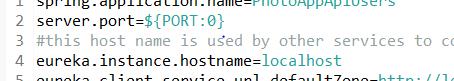 1 spring.application.name=PhotoAppApiUsers
2 server.port=${PORT:0}
3 #this host name is used by other services to
4 eureka.instance.hostname=localhost
5 eureka.client.service-url.defaultZone=http://